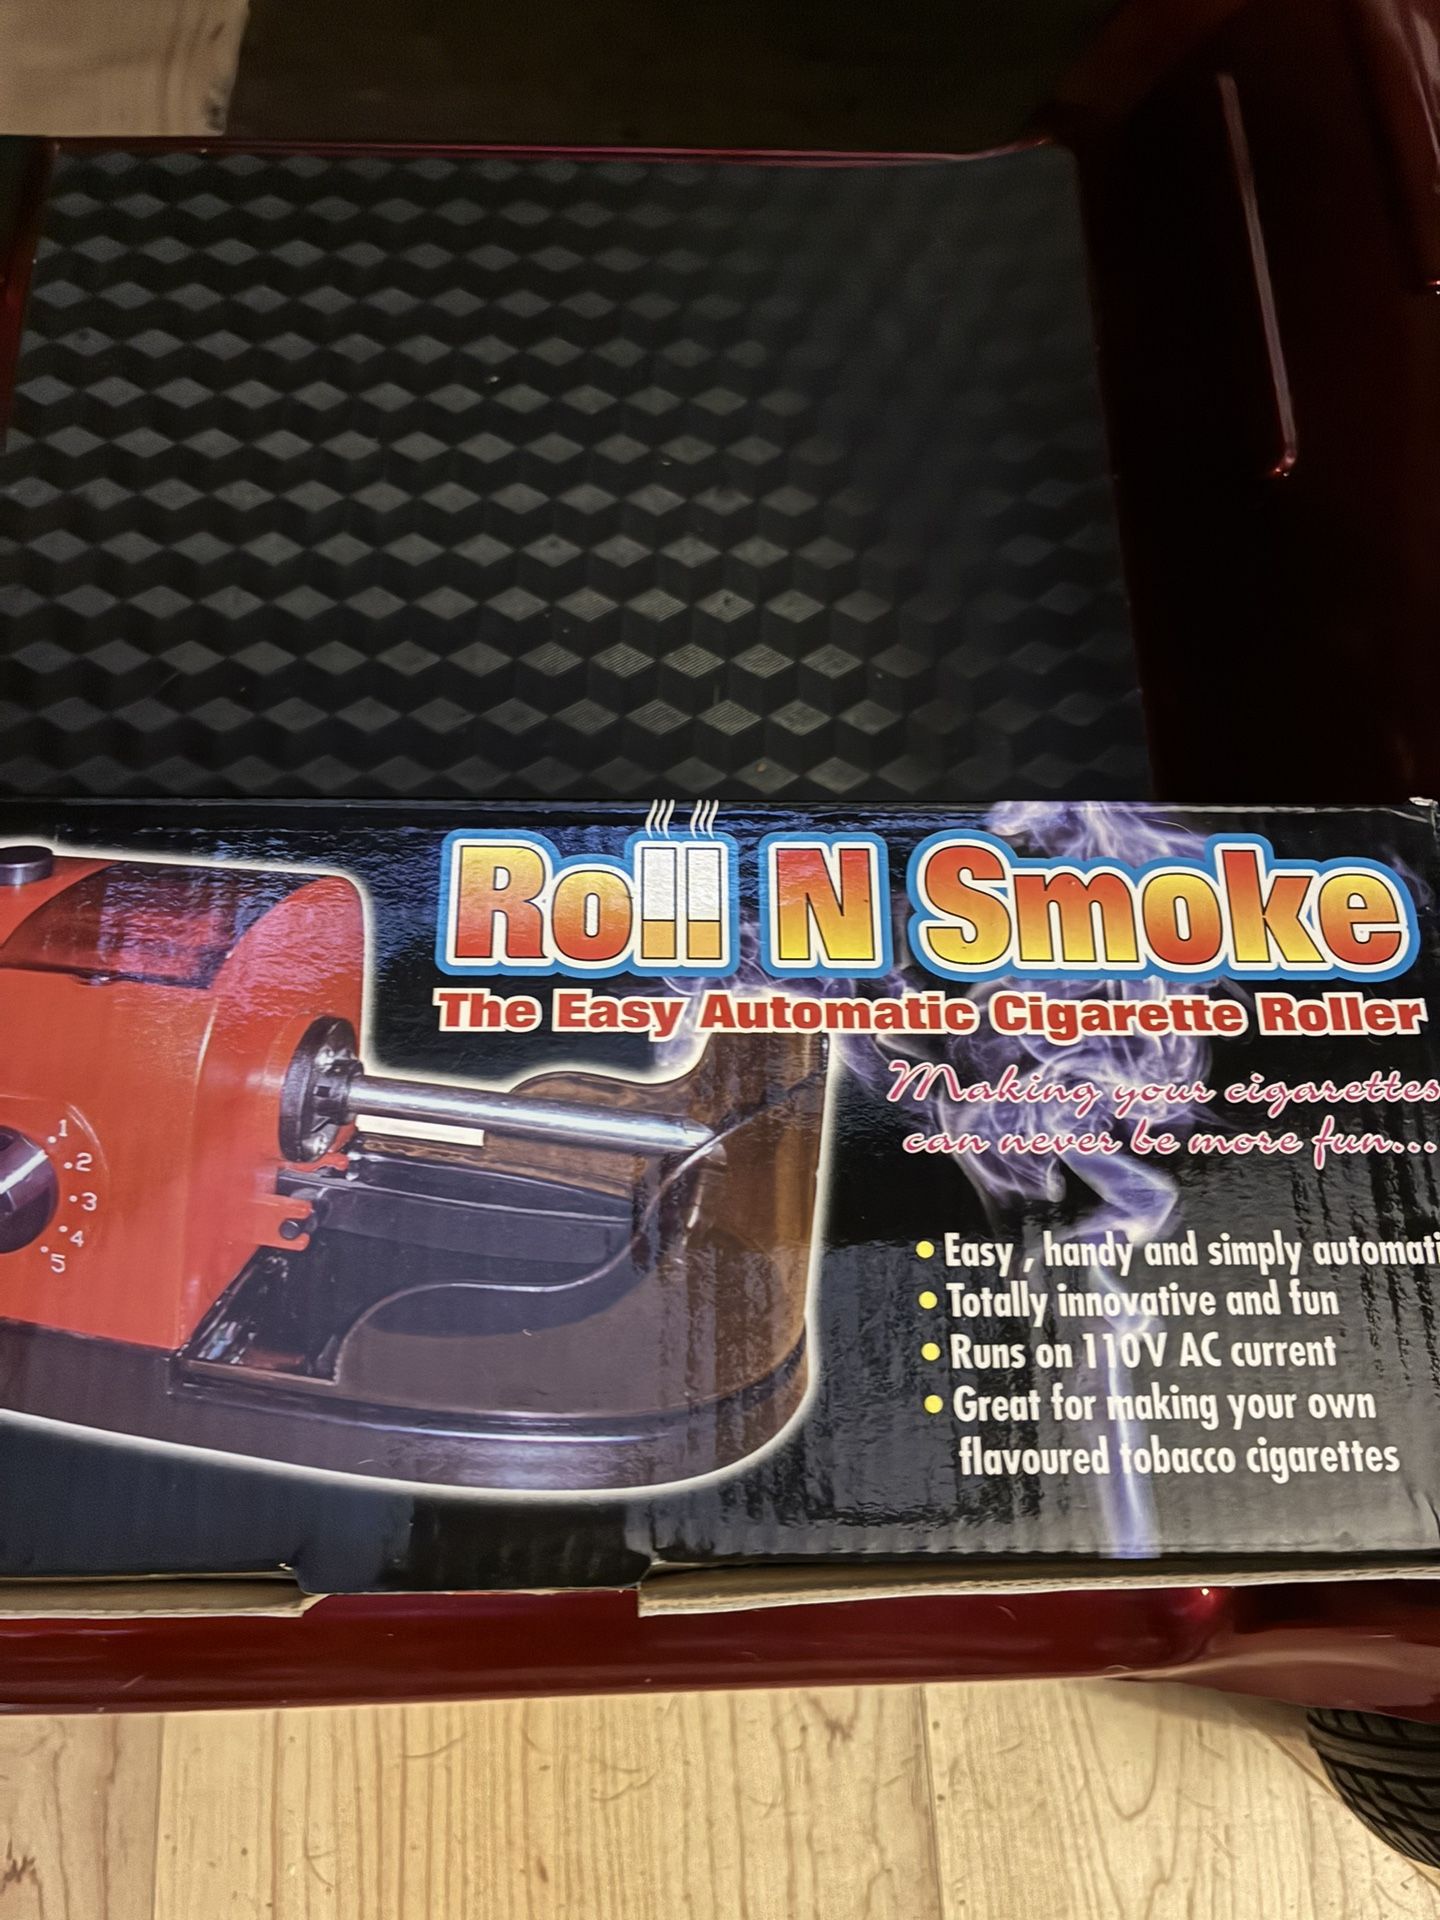 Roll N Smoke
The Easy Automatic Cigarette Roller
Making your cigarettes
can never be more fun...
• Easy , handy and simply automati
• Totally innovative and fun
• Runs on 110V AC current
• Great for making your own
flavoured tobacco cigarettes
1
2
3
4
5